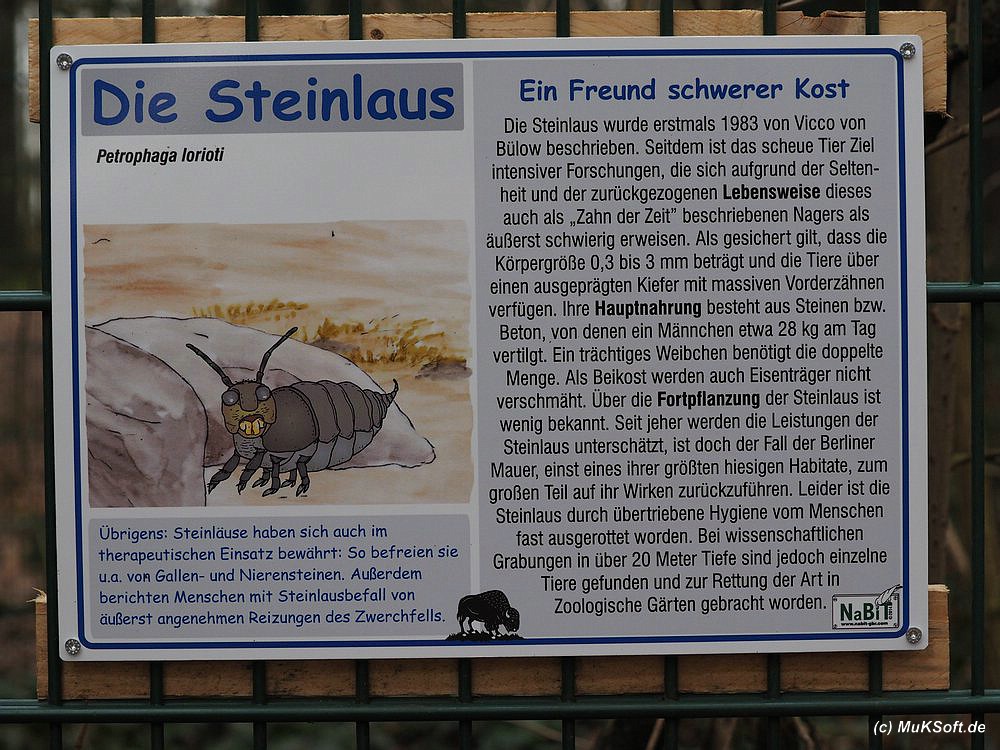 Die Steinlaus
Petrophaga lorioti
Übrigens: Steinläuse haben sich auch im
therapeutischen Einsatz bewährt: So befreien sie
u.a. von Gallen- und Nierensteinen. Außerdem
berichten Menschen mit Steinlausbefall von
äußerst angenehmen Reizungen des Zwerchfells.
Ein Freund schwerer Kost
Die Steinlaus wurde erstmals 1983 von Vicco von
Bülow beschrieben. Seitdem ist das scheue Tier Ziel
intensiver Forschungen, die sich aufgrund der Selten-
heit und der zurückgezogenen Lebensweise dieses
auch als „Zahn der Zeit” beschriebenen Nagers als
äußerst schwierig erweisen. Als gesichert gilt, dass die
Körpergröße 0,3 bis 3 mm beträgt und die Tiere über
einen ausgeprägten Kiefer mit massiven Vorderzähnen
verfügen. Ihre Hauptnahrung besteht aus Steinen bzw.
Beton, von denen ein Männchen etwa 28 kg am Tag
vertilgt. Ein trächtiges Weibchen benötigt die doppelte
Menge. Als Beikost werden auch Eisenträger nicht
verschmäht. Über die Fortpflanzung der Steinlaus ist
wenig bekannt. Seit jeher werden die Leistungen der
Steinlaus unterschätzt, ist doch der Fall der Berliner
Mauer, einst eines ihrer größten hiesigen Habitate, zum
großen Teil auf ihr Wirken zurückzuführen. Leider ist die
Steinlaus durch übertriebene Hygiene vom Menschen
fast ausgerottet worden. Bei wissenschaftlichen
Grabungen in über 20 Meter Tiefe sind jedoch einzelne
Tiere gefunden und zur Rettung der Art in
Zoologische Gärten gebracht worden.
NaBiT
www.nabit-gbr.com
(c) MuKSoft.de